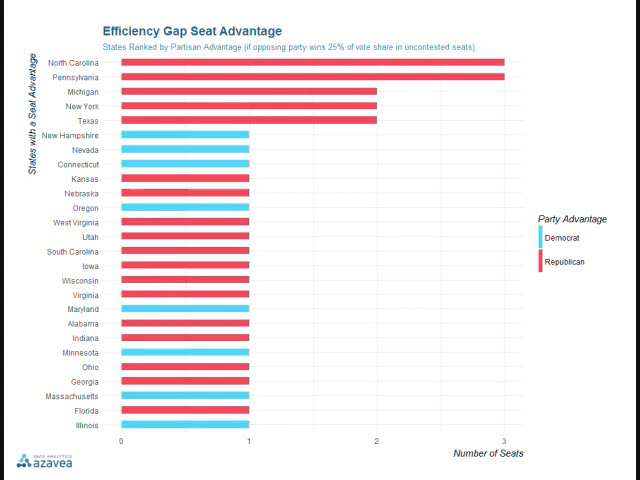 Efficiency Gap Seat Advantage
States Ranked by Partisan Advantage (if opposing party wins 25% of vote share in uncontested seats)
States with a Seat Advantage
North Carolina
Pennsylvania
Michigan
New York
Texas
New Hampshire
Nevada
Connecticut
Kansas
Nebraska
Oregon
West Virginia
Utah
South Carolina
Iowa
Wisconsin
Virginia
Maryland
Alabama
Indiana
Minnesota
Ohio
Georgia
Massachusetts
Florida
Illinois
0 1 2 3
Number of Seats
Party Advantage
Democrat
Republican
DATA ANALYTICS
azavea